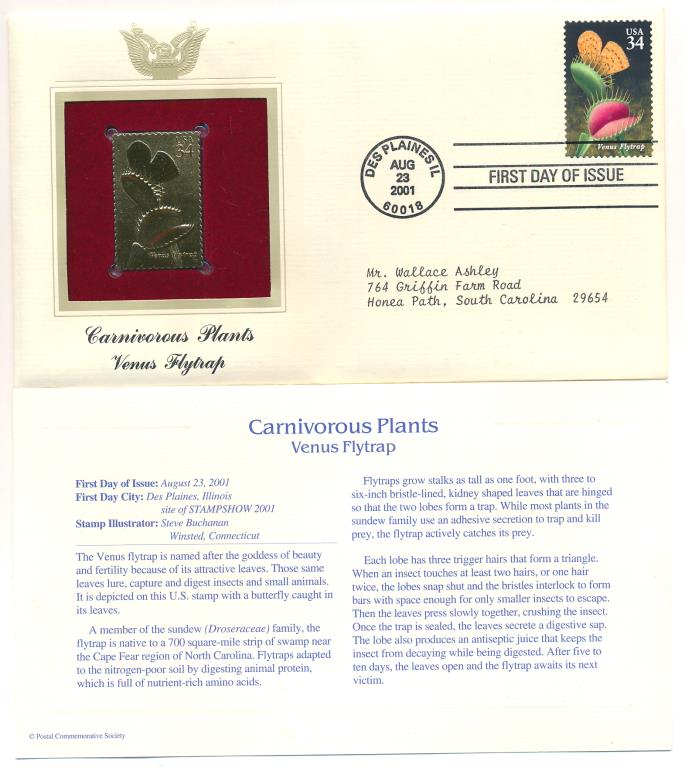 USA
34
Venus Flytrap
USA
34
Venus Flytrap
DES PLAINES IL
AUG
23
2001
60018
FIRST DAY OF ISSUE
Mr. Wallace Ashley
764 Griffin Farm Road
Honea Path, South Carolina 29654
Carnivorous Plants
Venus Flytrap
Carnivorous Plants
Venus Flytrap
First Day of Issue: August 23, 2001
First Day City: Des Plaines, Illinois
site of STAMPSHOW 2001
Stamp Illustrator: Steve Buchanan
Winsted, Connecticut
The Venus flytrap is named after the goddess of beauty
and fertility because of its attractive leaves. Those same
leaves lure, capture and digest insects and small animals.
It is depicted on this U.S. stamp with a butterfly caught in
its leaves.
A member of the sundew (Droseraceae) family, the
flytrap is native to a 700 square-mile strip of swamp near
the Cape Fear region of North Carolina. Flytraps adapted
to the nitrogen-poor soil by digesting animal protein,
which is full of nutrient-rich amino acids.
Flytraps grow stalks as tall as one foot, with three to
six-inch bristle-lined, kidney shaped leaves that are hinged
so that the two lobes form a trap. While most plants in the
sundew family use an adhesive secretion to trap and kill
prey, the flytrap actively catches its prey.
Each lobe has three trigger hairs that form a triangle.
When an insect touches at least two hairs, or one hair
twice, the lobes snap shut and the bristles interlock to form
bars with space enough for only smaller insects to escape.
Then the leaves press slowly together, crushing the insect.
Once the trap is sealed, the leaves secrete a digestive sap.
The lobe also produces an antiseptic juice that keeps the
insect from decaying while being digested. After five to
ten days, the leaves open and the flytrap awaits its next
victim.
© Postal Commemorative Society